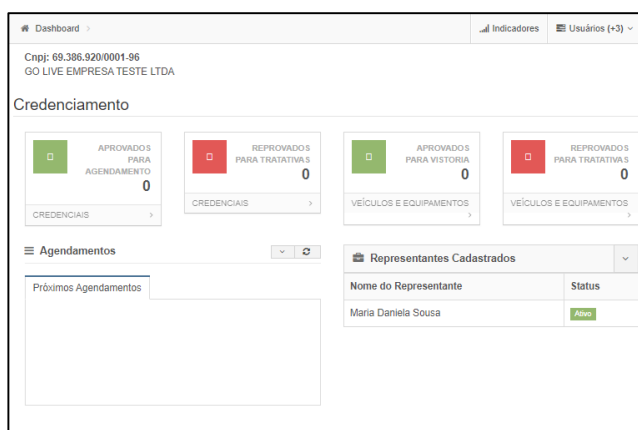 Dashboard
Indicadores
Usuários (+3)
Cnpj: 69.386.920/0001-96
GO LIVE EMPRESA TESTE LTDA
Credenciamento
APROVADOS
PARA
AGENDAMENTO
0
CREDENCIAIS
REPROVADOS
PARA TRATATIVAS
0
CREDENCIAIS
APROVADOS
PARA VISTORIA
0
VEÍCULOS E EQUIPAMENTOS
REPROVADOS
PARA TRATATIVAS
0
VEÍCULOS E EQUIPAMENTOS
Agendamentos
Próximos Agendamentos
Representantes Cadastrados
Nome do Representante Status
Maria Daniela Sousa Ativo